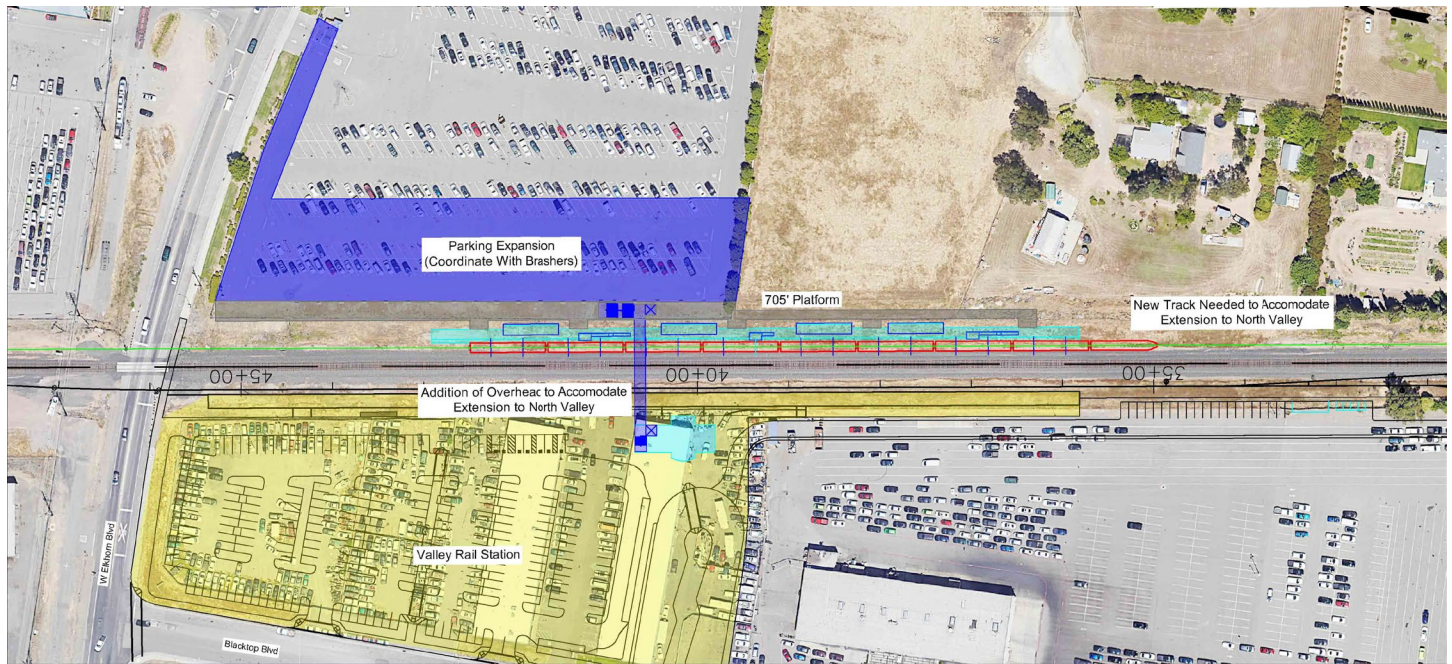 Parking Expansion
(Coordinate With Brashers)
705' Platform
New Track Needed to Accomodate
Extension to North Valley
45+00
40+00
35+00
Addition of Overhead to Accomodate
Extension to North Valley
Valley Rail Station
W Elkhorn Blvd
Blacktop Blvd